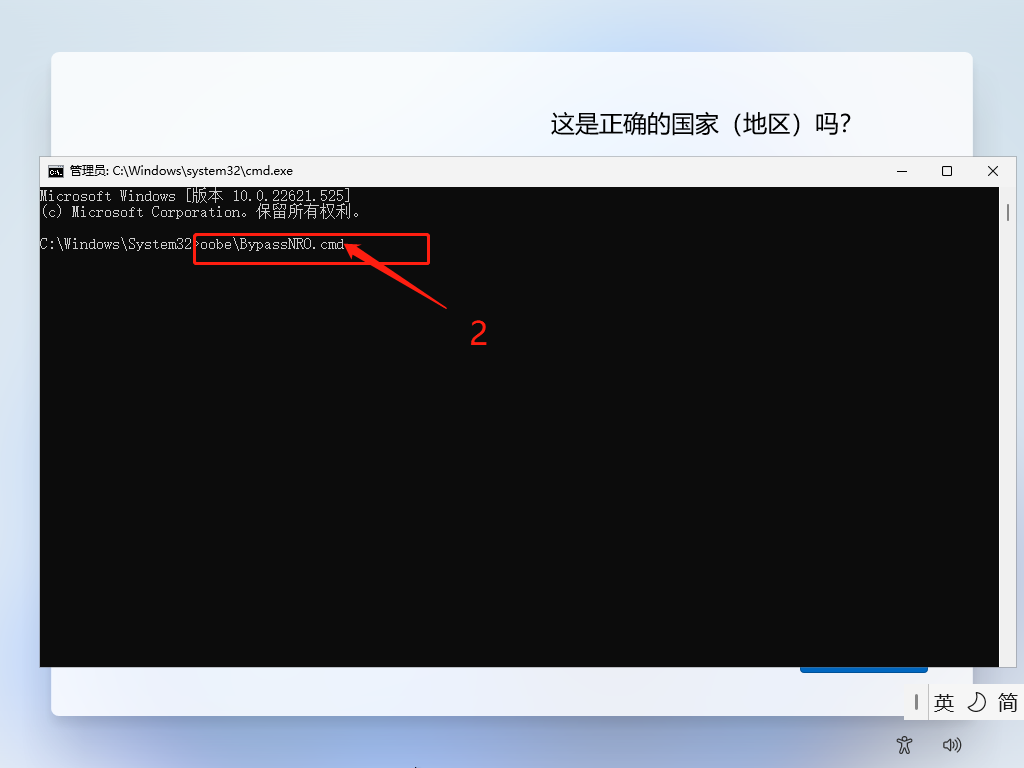 这是正确的国家（地区）吗?
管理员: C:\Windows\system32\cmd.exe
Microsoft Windows [版本 10.0.22621.525]
(c) Microsoft Corporation。保留所有权利。
C:\Windows\System32>oobe\BypassNRO.cmd
2
英 简